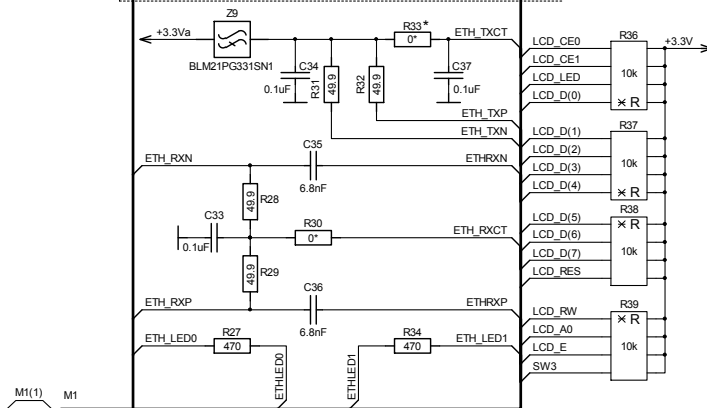 Z9
+3.3Va
BLM21PG331SN1
R33*
0*
ETH_TXCT
C34
0.1uF
R31
49.9
R32
49.9
C37
0.1uF
ETH_TXP
ETH_TXN
ETH_RXN
C35
6.8nF
ETHRXN
49.9
R28
C33
0.1uF
R30
0*
ETH_RXCT
49.9
R29
ETH_RXP
C36
6.8nF
ETHRXP
ETH_LED0
R27
470
ETHLED0
R34
470
ETHLED1
ETH_LED1
M1(1)
M1
LCD_CE0
LCD_CE1
LCD_LED
LCD_D(0)
R36
10k
R
+3.3V
LCD_D(1)
LCD_D(2)
LCD_D(3)
LCD_D(4)
R37
10k
R
LCD_D(5)
LCD_D(6)
LCD_D(7)
LCD_RES
R38
R
10k
LCD_RW
LCD_A0
LCD_E
SW3
R39
R
10k